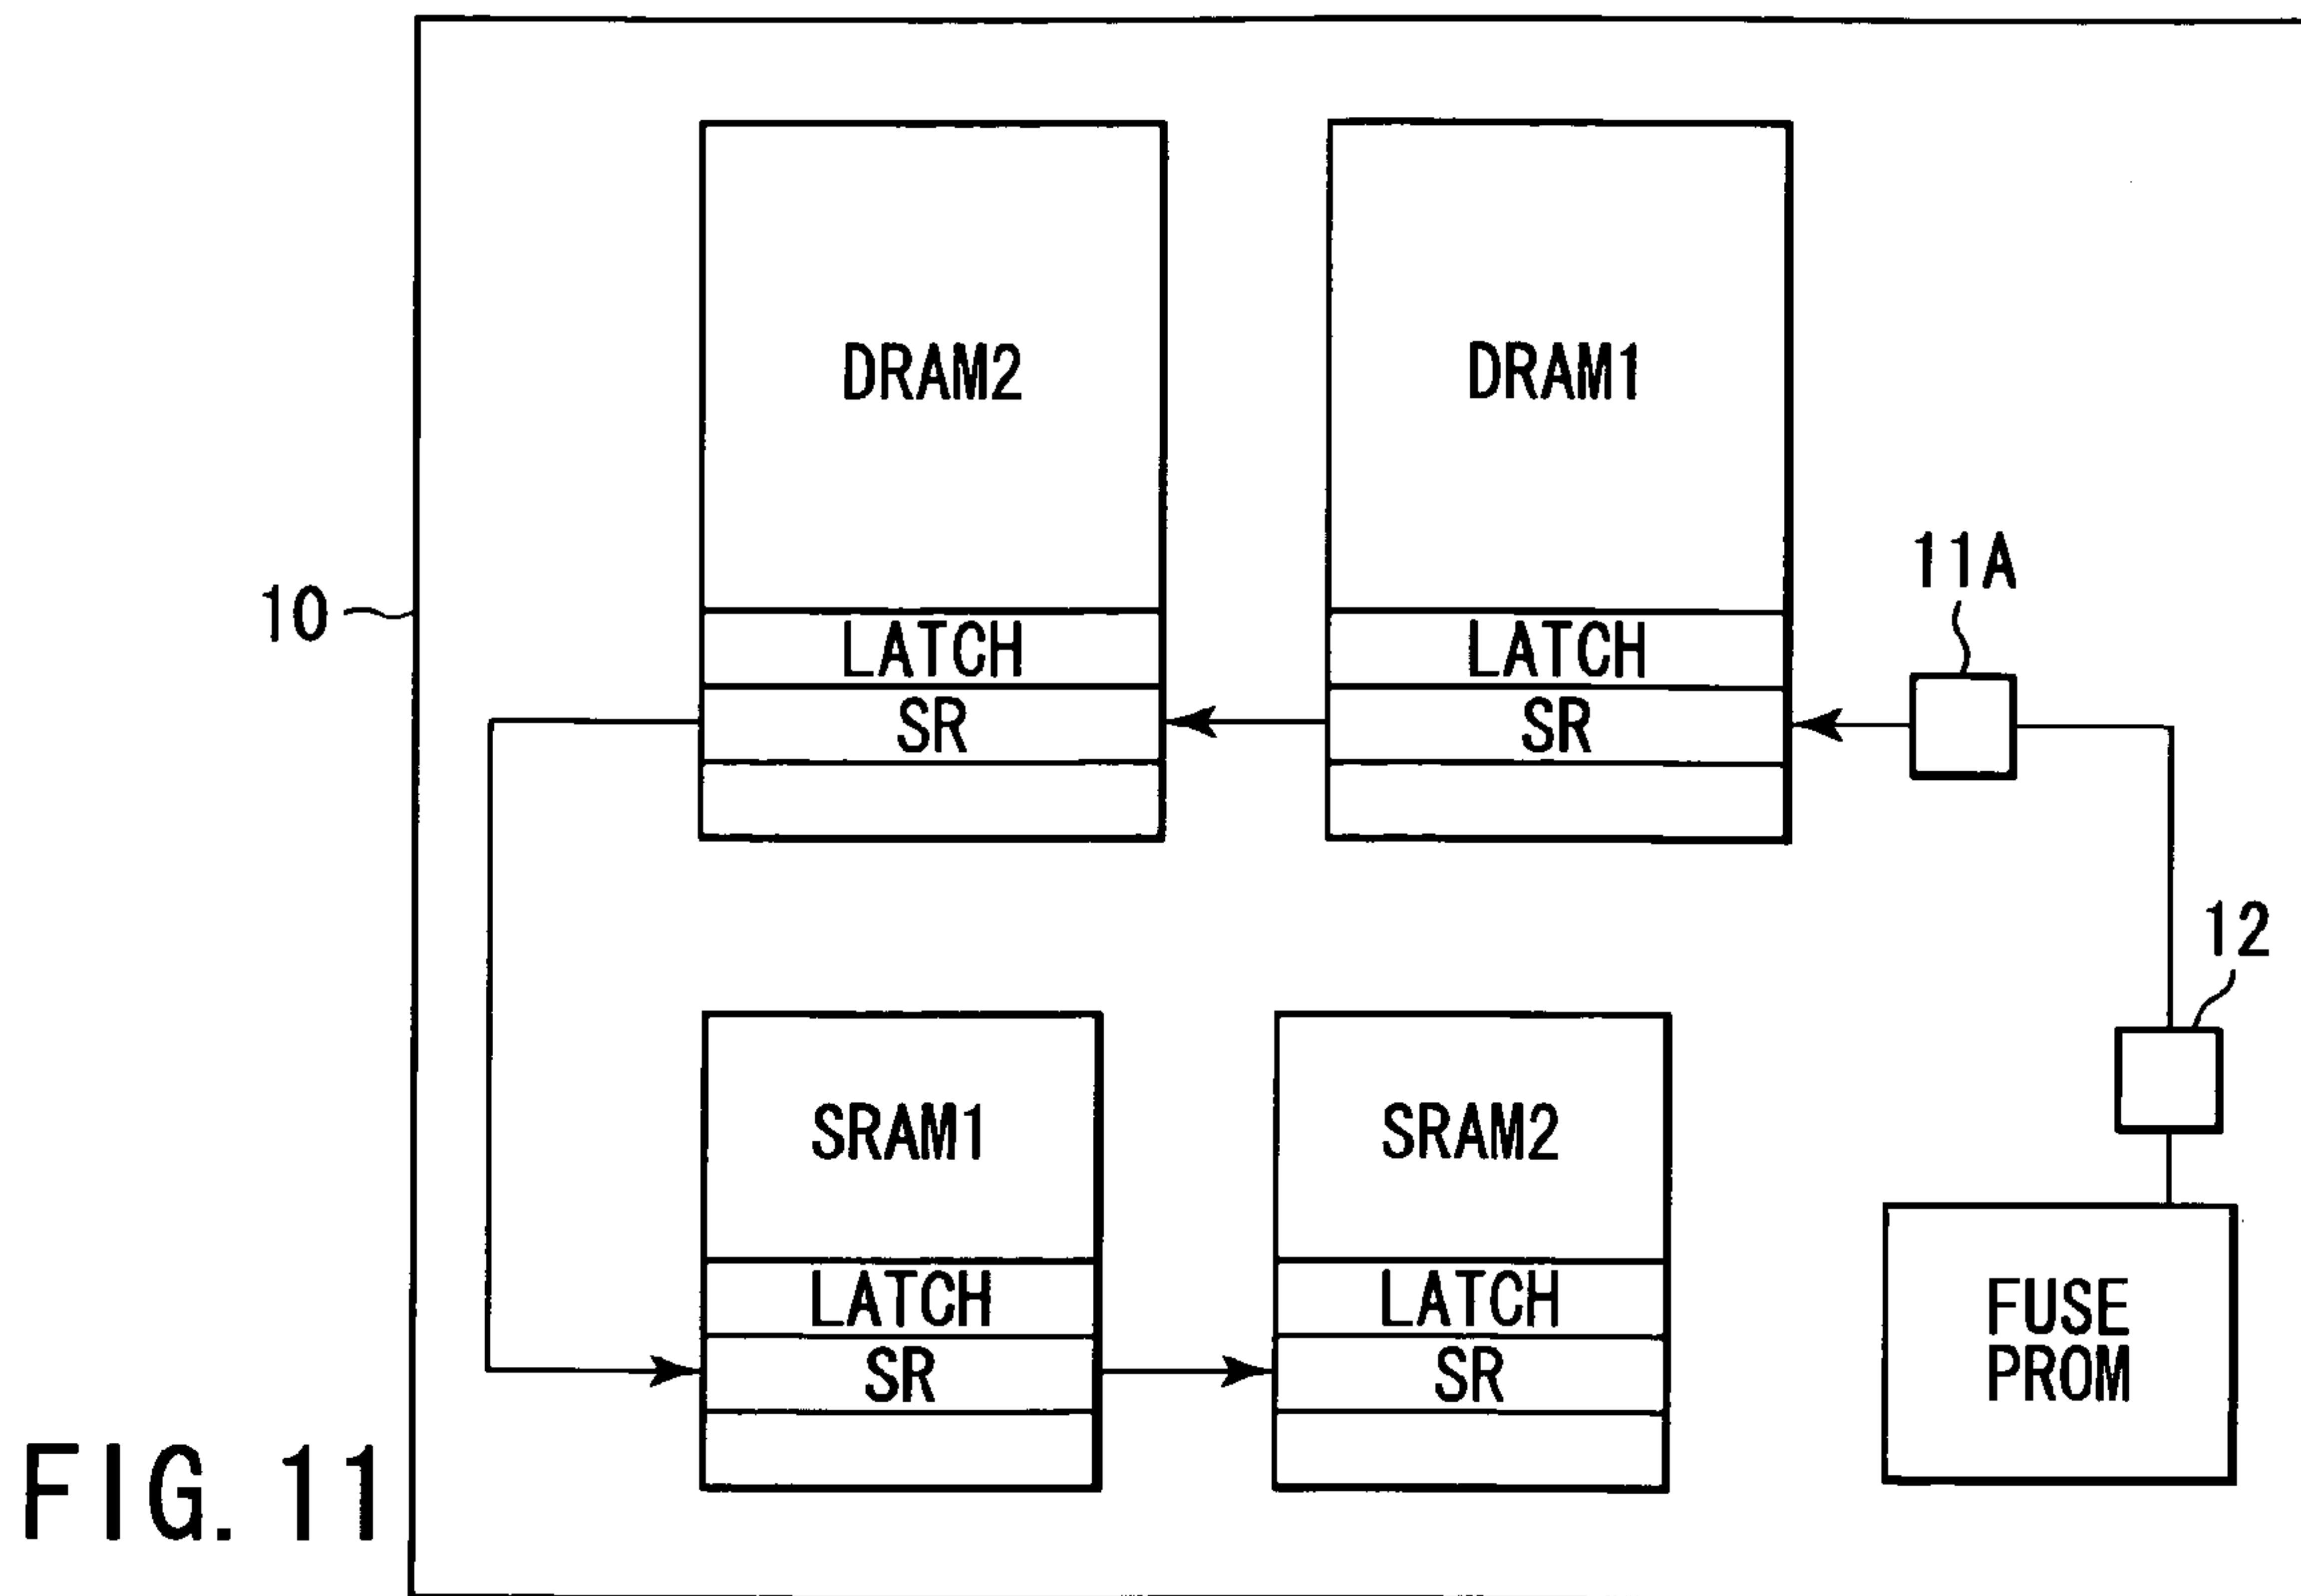 DRAM2
DRAM1
11A
10
LATCH
LATCH
SR
SR
12
SRAM1
SRAM2
LATCH
LATCH
SR
SR
FUSE
PROM
FIG. 11